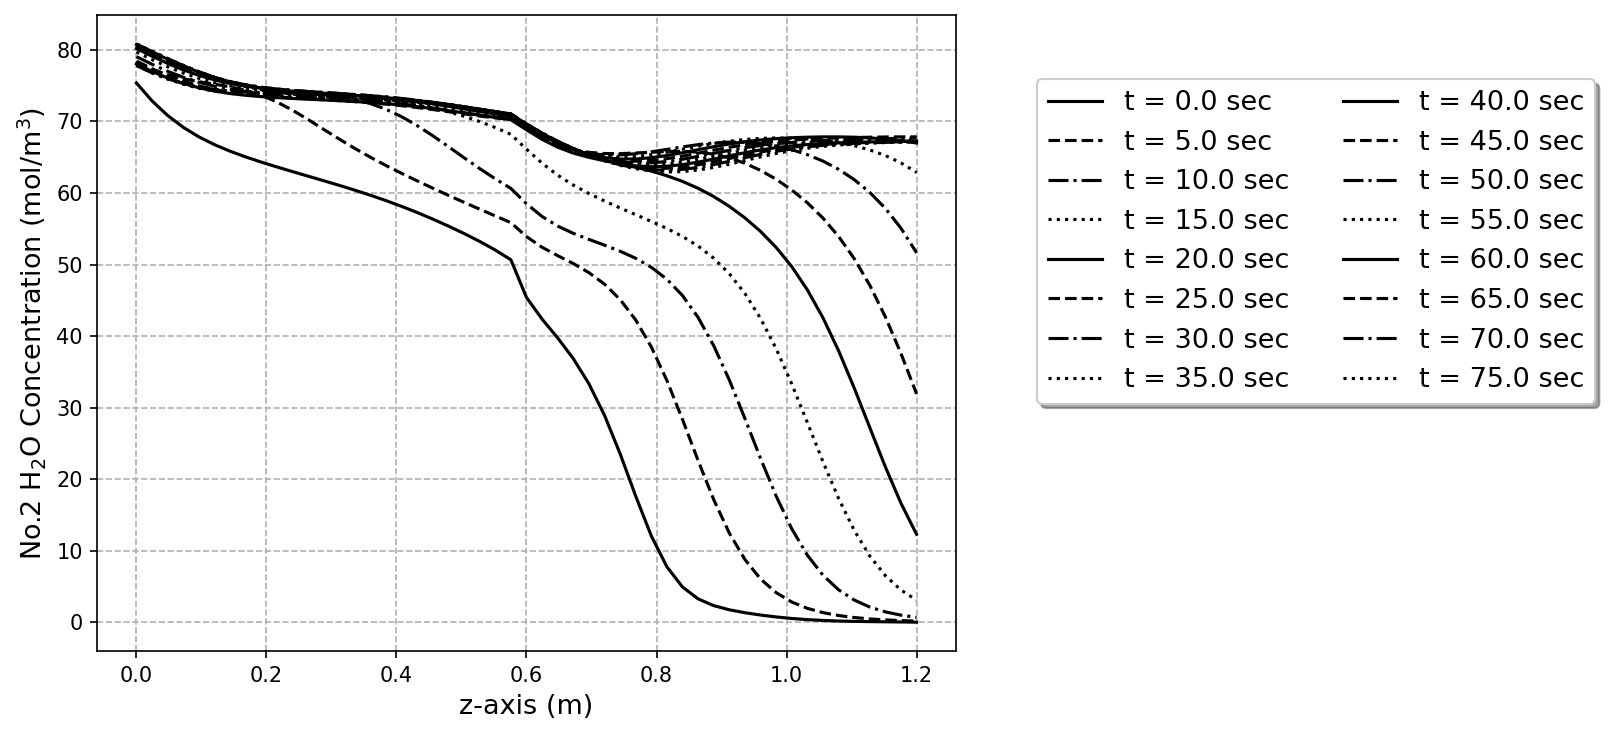 No.2 H₂O Concentration (mol/m³)
80
70
60
50
40
30
20
10
0
0.0 0.2 0.4 0.6 0.8 1.0 1.2
z-axis (m)
t = 0.0 sec
t = 5.0 sec
t = 10.0 sec
t = 15.0 sec
t = 20.0 sec
t = 25.0 sec
t = 30.0 sec
t = 35.0 sec
t = 40.0 sec
t = 45.0 sec
t = 50.0 sec
t = 55.0 sec
t = 60.0 sec
t = 65.0 sec
t = 70.0 sec
t = 75.0 sec